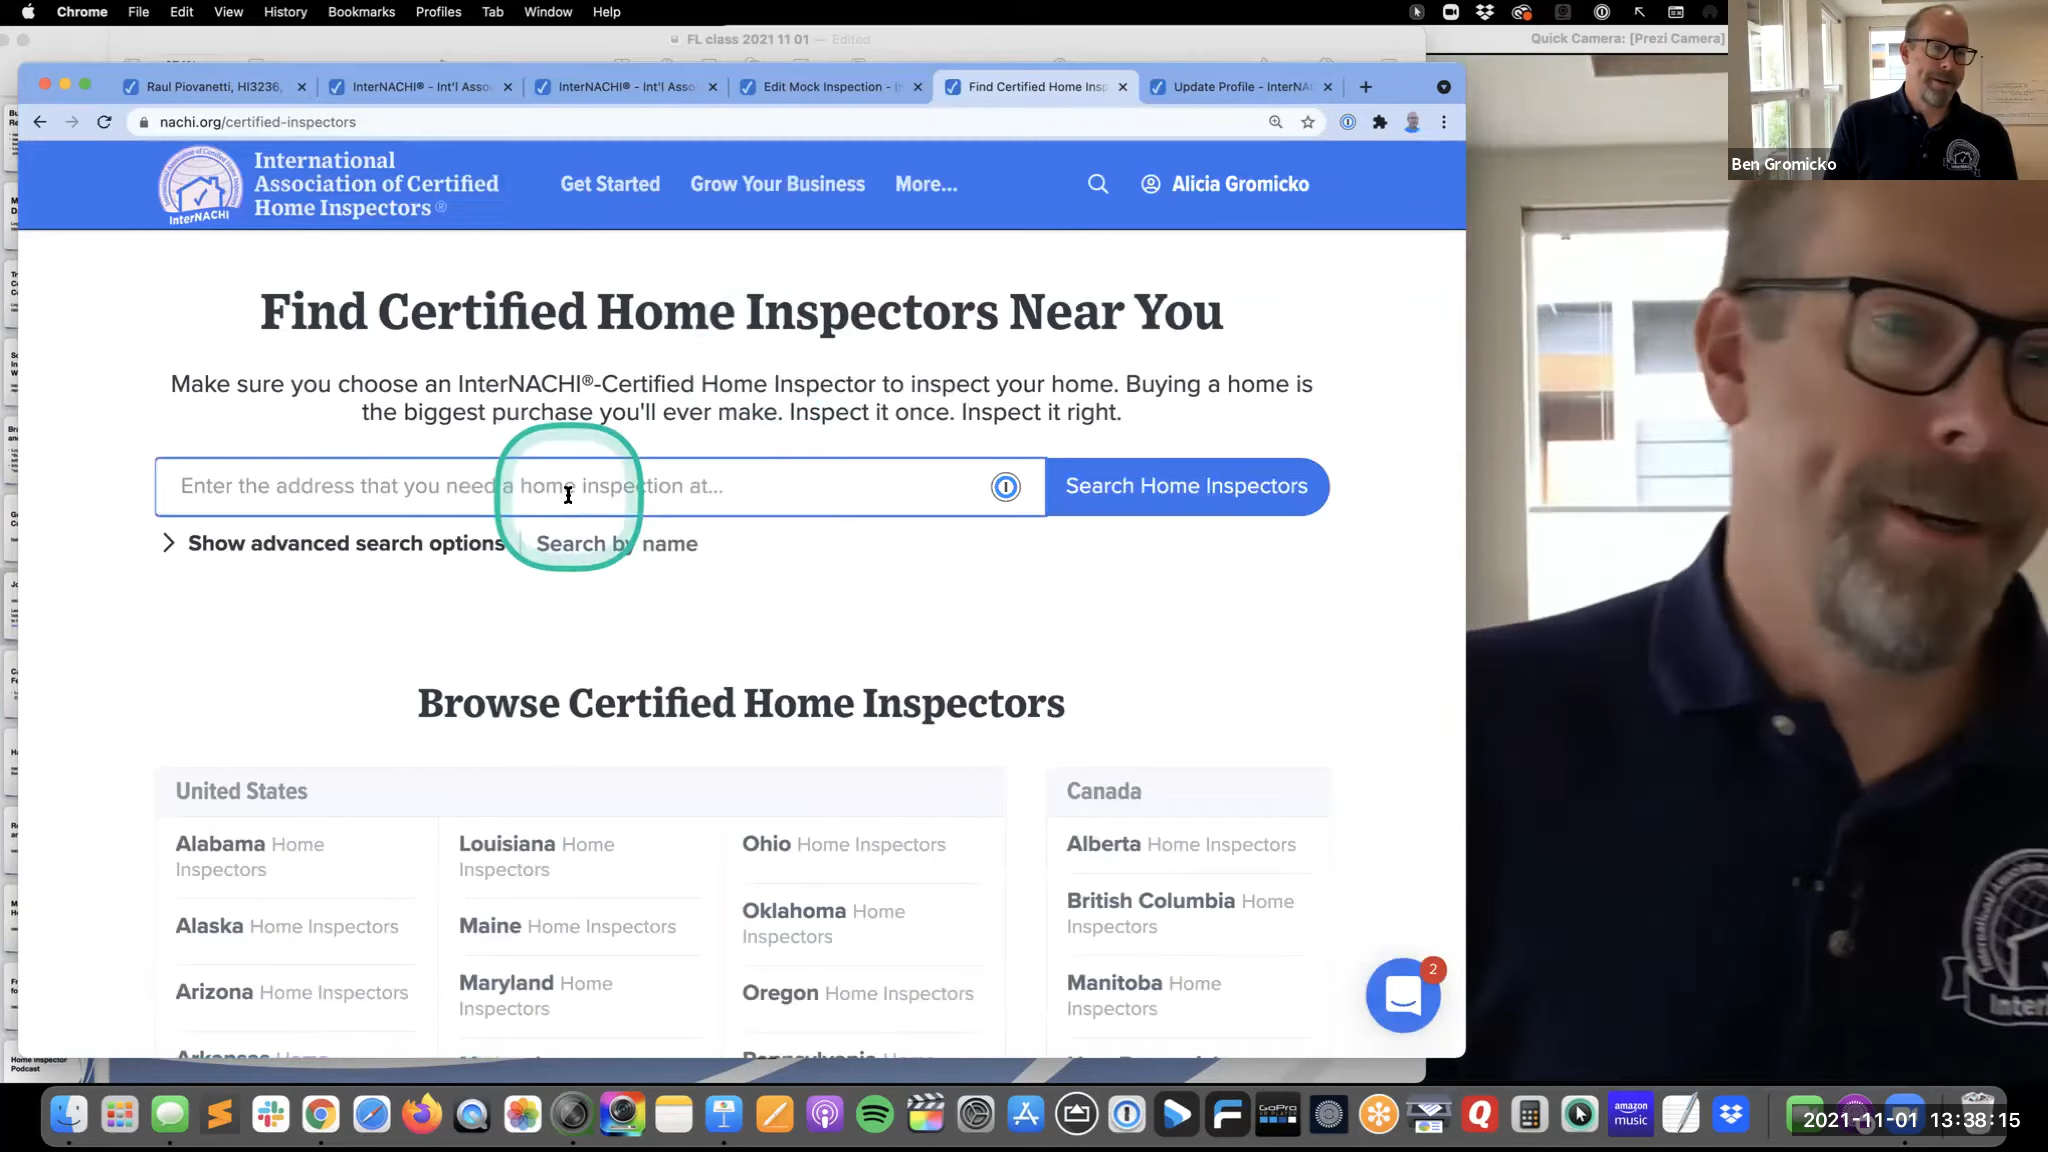 Chrome File Edit View History Bookmarks Profiles Tab Window Help
FL class 2021 11 01 — Edited
Quick Camera: [Prezi Camera]
Ben Gromicko
Raul Piovanetti, HI3236,
InterNACHI® - Int'l Asso
InterNACHI® - Int'l Asso
Edit Mock Inspection -
Find Certified Home Insp
Update Profile - InterNA
nachi.org/certified-inspectors
InterNACHI
International
Association of Certified
Home Inspectors ®
Get Started
Grow Your Business
More...
Alicia Gromicko
Find Certified Home Inspectors Near You
Make sure you choose an InterNACHI®-Certified Home Inspector to inspect your home. Buying a home is
the biggest purchase you'll ever make. Inspect it once. Inspect it right.
Enter the address that you need a home inspection at...
Search Home Inspectors
Show advanced search options
Search by name
Browse Certified Home Inspectors
United States
Alabama Home
Inspectors
Alaska Home Inspectors
Arizona Home Inspectors
Arkansas Home
Louisiana Home
Inspectors
Maine Home Inspectors
Maryland Home
Inspectors
Ohio Home Inspectors
Oklahoma Home
Inspectors
Oregon Home Inspectors
Pennsylvania Home
Canada
Alberta Home Inspectors
British Columbia Home
Inspectors
Manitoba Home
Inspectors
2
Home Inspector
Podcast
GoPro
amazon
music
2021-11-01 13:38:15